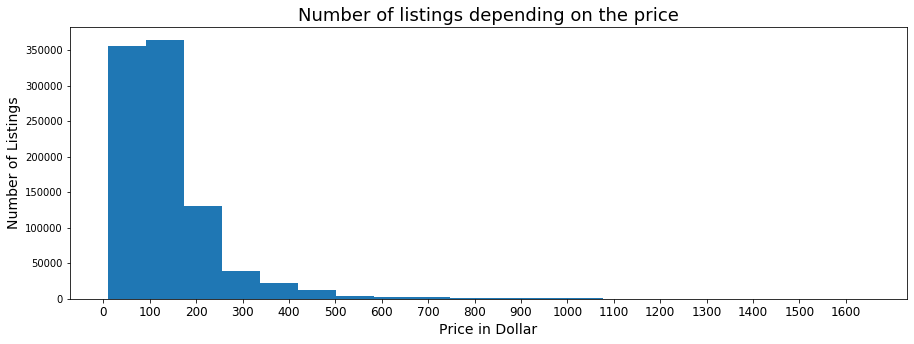 Number of listings depending on the price
Number of Listings
350000
300000
250000
200000
150000
100000
50000
0
0 100 200 300 400 500 600 700 800 900 1000 1100 1200 1300 1400 1500 1600
Price in Dollar